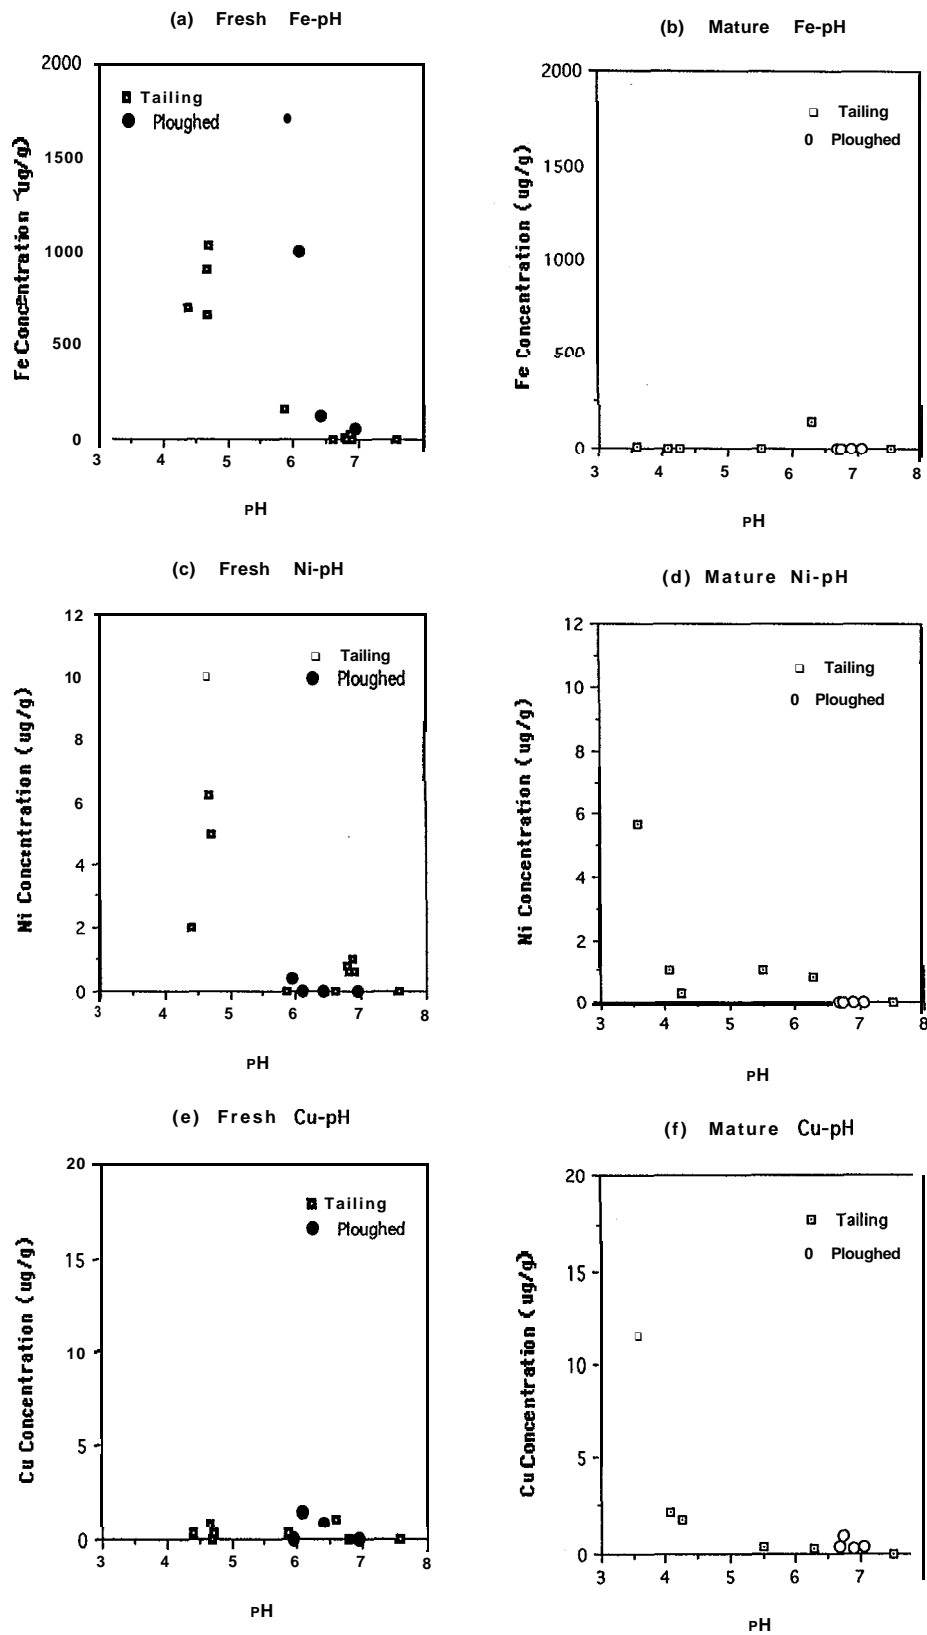 (a) Fresh Fe-pH
2000
1500
1000
500
0
Fe Concentration ug/g)
Tailing
Ploughed
3 4 5 6 7
PH
(b) Mature Fe-pH
2000
1500
1000
500
0
Fe Concentration (ug/g)
Tailing
0 Ploughed
3 4 5 6 7 8
PH
(c) Fresh Ni-pH
12
10
8
6
4
2
0
Ni Concentration (ug/g)
Tailing
Ploughed
3 4 5 6 7 8
PH
(d) Mature Ni-pH
12
10
8
6
4
2
0
Ni Concentration (ug/g)
Tailing
0 Ploughed
3 4 5 6 7 8
PH
(e) Fresh Cu-pH
20
15
10
5
0
Cu Concentration (ug/g)
Tailing
Ploughed
3 4 5 6 7 8
PH
(f) Mature Cu-pH
20
15
10
5
0
Cu Concentration (ug/g)
Tailing
0 Ploughed
3 4 5 6 7
PH